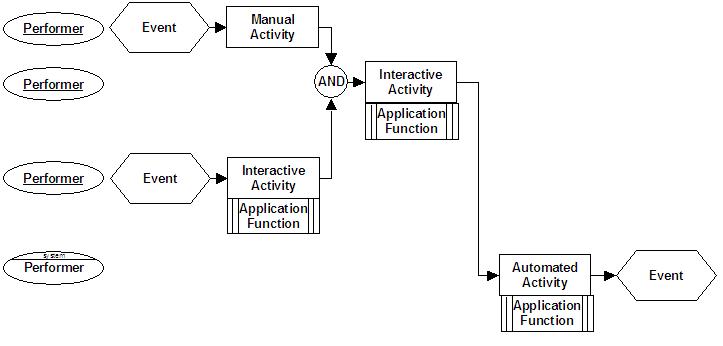 Performer
Event
Manual
Activity
Performer
AND
Interactive
Activity
Application
Function
Performer
Event
Interactive
Activity
Application
Function
system
Performer
Automated
Activity
Application
Function
Event